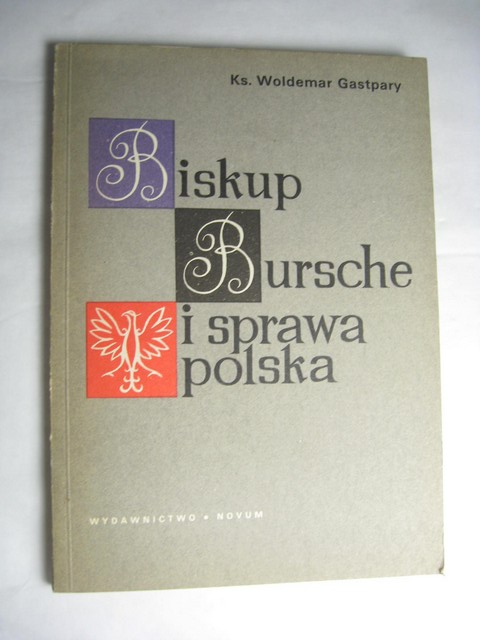 Ks. Woldemar Gastpary
Biskup
Bursche
i sprawa
polska
WYDAWNICTWO • NOVUM